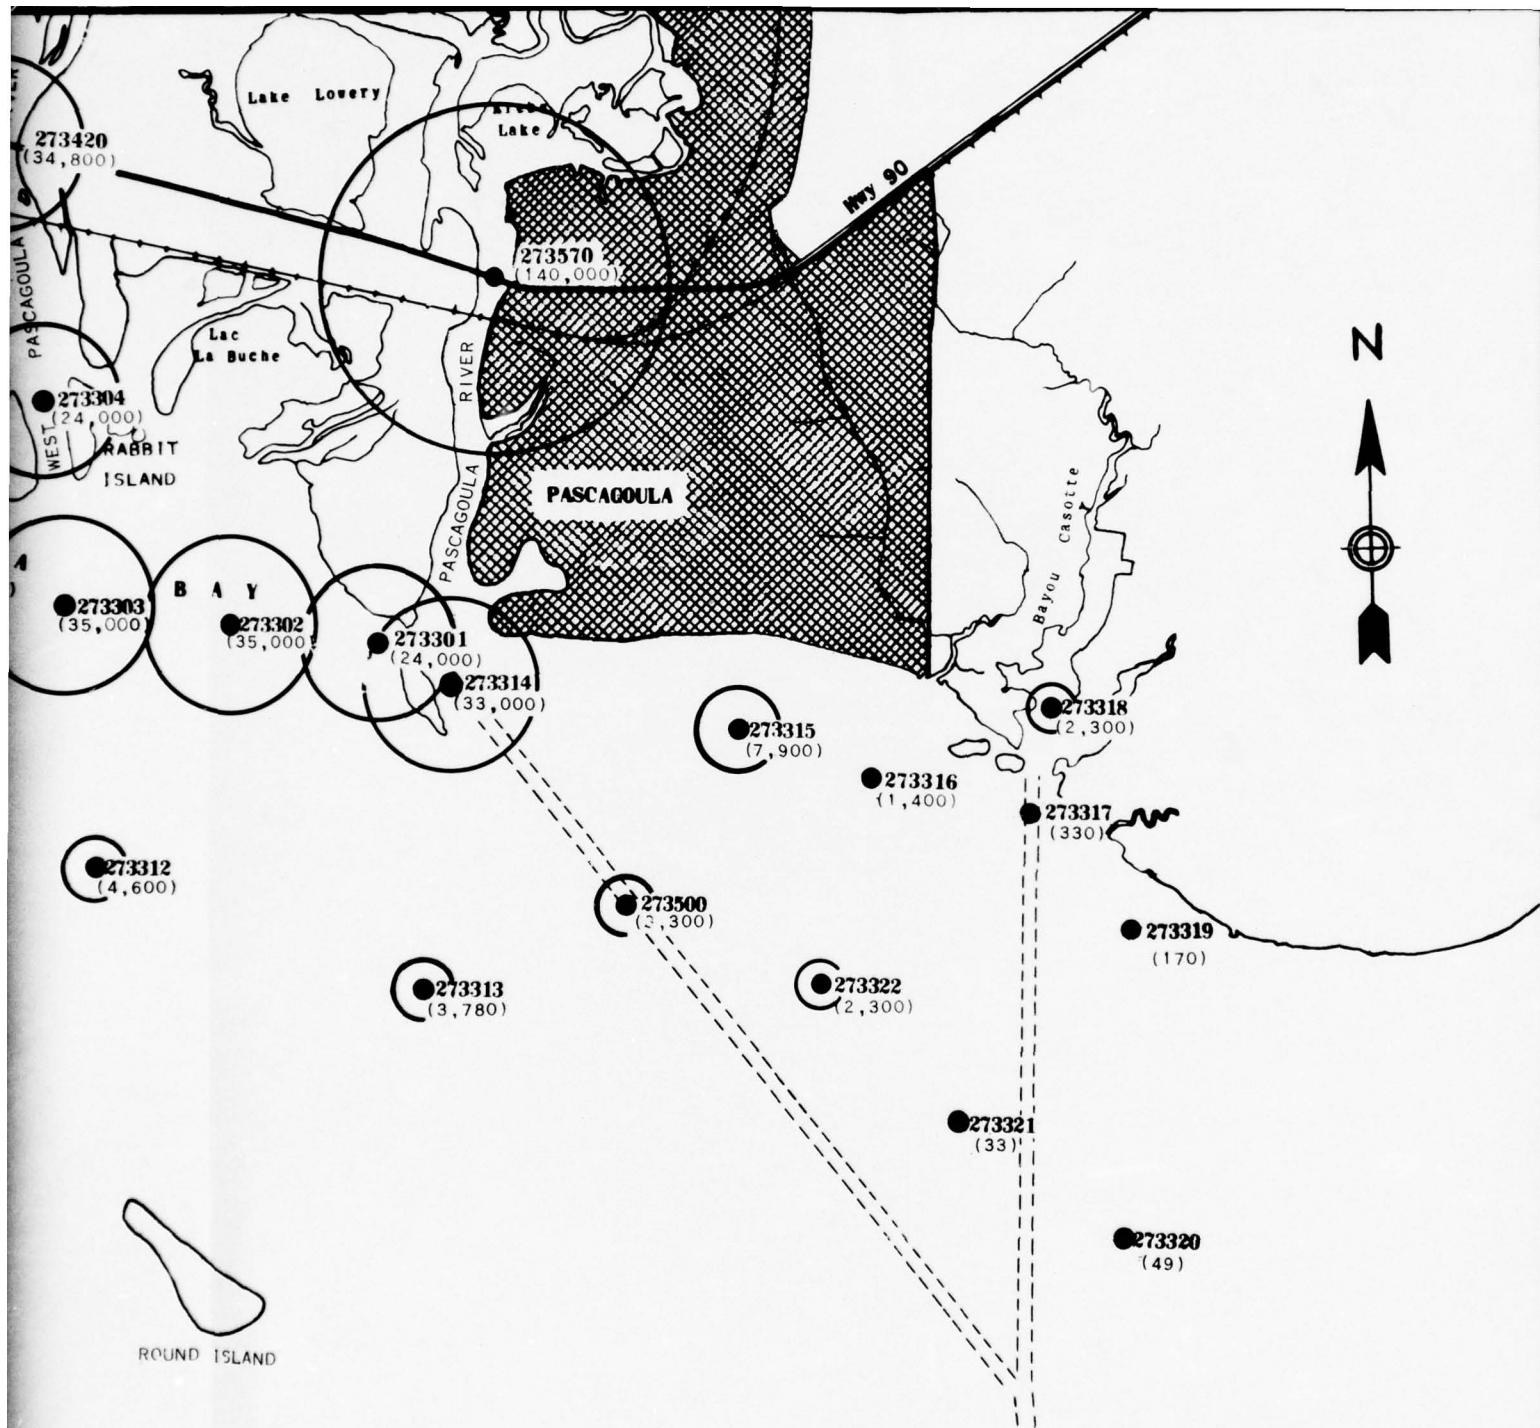 Lake Lowery
Lake
273420
(34,800)
Hwy 90
273570
(140,000)
PASCAGOULA
Lac
La Buche
RIVER
N
273304
(24,000)
WEST
RABBIT
ISLAND
PASCAGOULA
PASCAGOULA
Bayou Casotte
BAY
273303
(35,000)
273302
(35,000)
273301
(24,000)
273314
(33,000)
273315
(7,900)
273318
(2,300)
273316
(1,400)
273317
(330)
273312
(4,600)
273500
(3,300)
273319
(170)
273313
(3,780)
273322
(2,300)
273321
(33)
273320
(49)
ROUND ISLAND